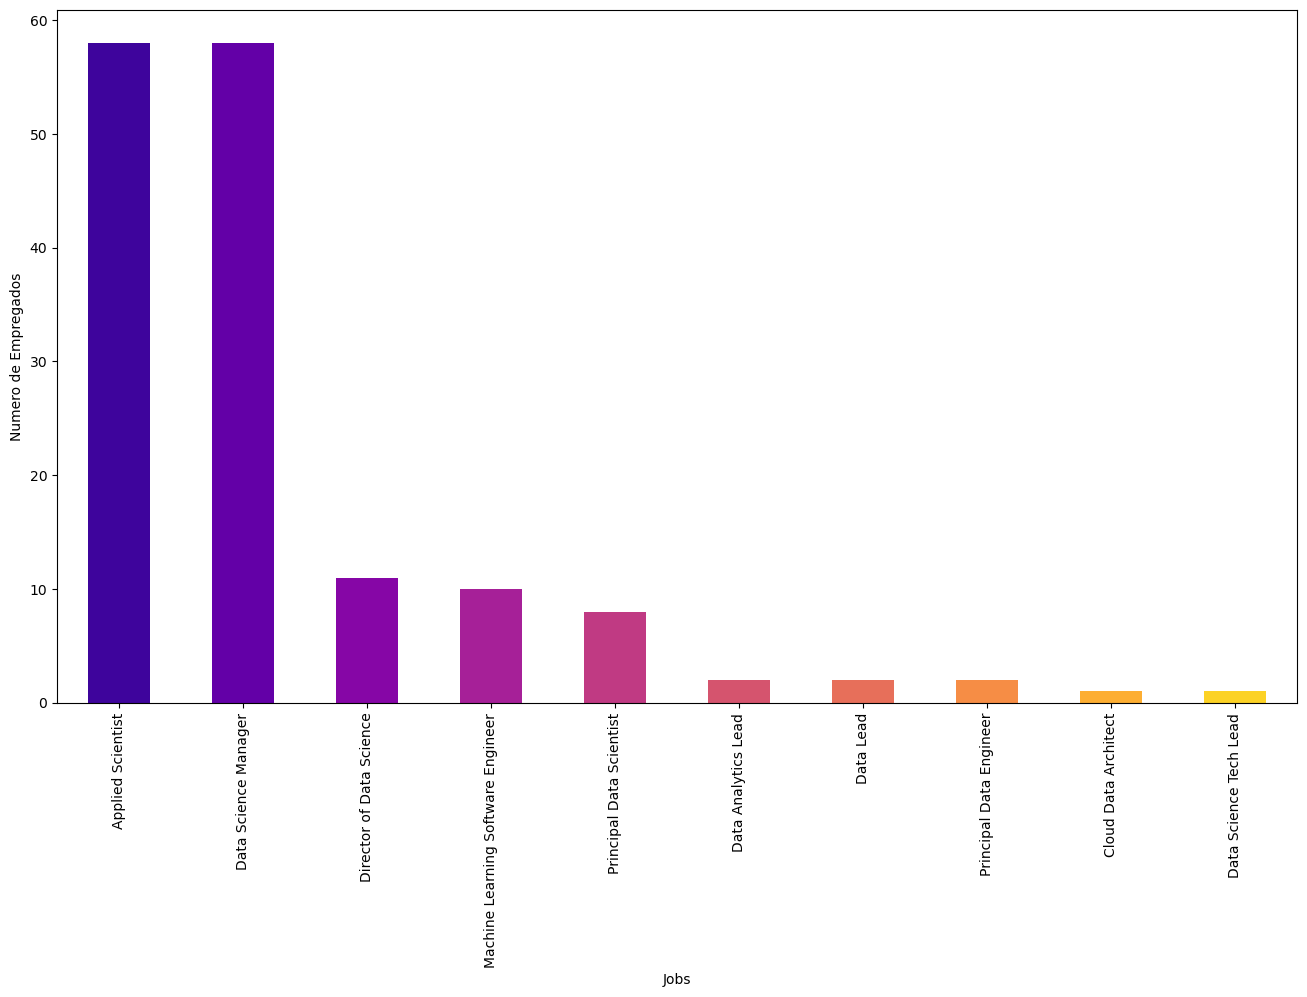 60
50
40
30
20
10
0
Numero de Empregados
Applied Scientist
Data Science Manager
Director of Data Science
Machine Learning Software Engineer
Principal Data Scientist
Data Analytics Lead
Data Lead
Principal Data Engineer
Cloud Data Architect
Data Science Tech Lead
Jobs